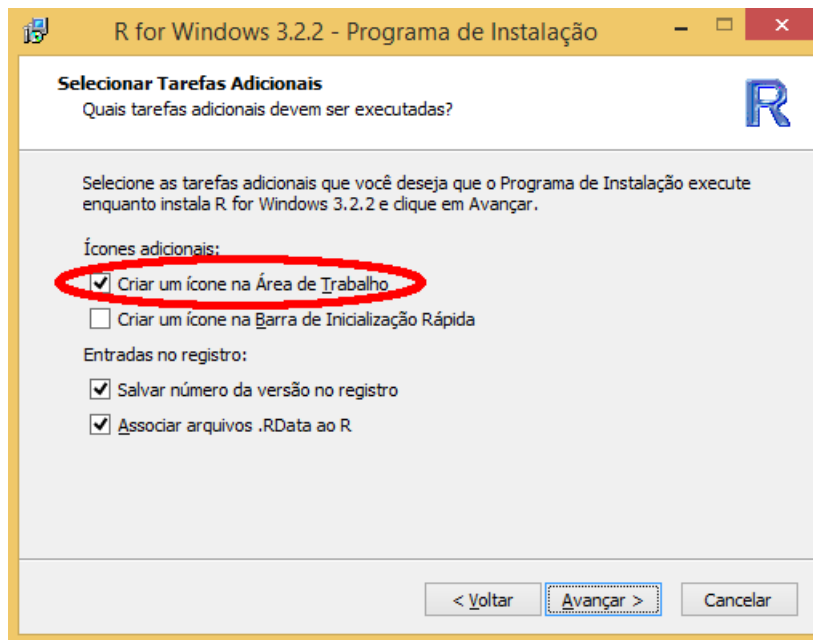 R for Windows 3.2.2 - Programa de Instalação
Selecionar Tarefas Adicionais
Quais tarefas adicionais devem ser executadas?
R
Selecione as tarefas adicionais que você deseja que o Programa de Instalação execute
enquanto instala R for Windows 3.2.2 e clique em Avançar.
Ícones adicionais:
Criar um ícone na Área de Trabalho
Criar um ícone na Barra de Inicialização Rápida
Entradas no registro:
Salvar número da versão no registro
Associar arquivos .RData ao R
< Voltar Avançar > Cancelar